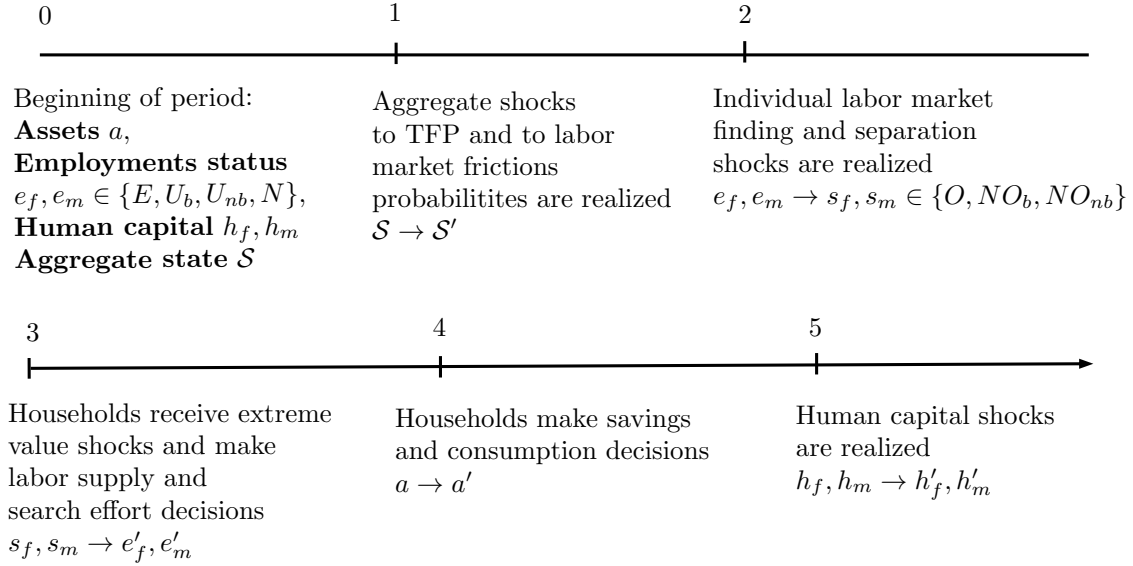 0
1
2
Beginning of period:
Assets a,
Employments status
e_f, e_m ∈ {E, U_b, U_{nb}, N},
Human capital h_f, h_m
Aggregate state 𝒮
Aggregate shocks
to TFP and to labor
market frictions
probabilitites are realized
𝒮 → 𝒮′
Individual labor market
finding and separation
shocks are realized
e_f, e_m → s_f, s_m ∈ {O, NO_b, NO_{nb}}
3
4
5
Households receive extreme
value shocks and make
labor supply and
search effort decisions
s_f, s_m → e′_f, e′_m
Households make savings
and consumption decisions
a → a′
Human capital shocks
are realized
h_f, h_m → h′_f, h′_m